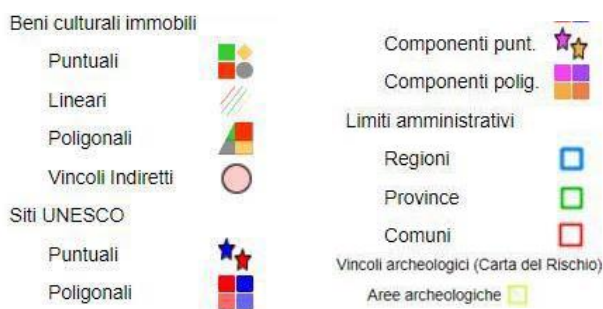 Beni culturali immobili
Puntuali
Lineari
Poligonali
Vincoli Indiretti
Siti UNESCO
Puntuali
Poligonali
Componenti punt.
Componenti polig.
Limiti amministrativi
Regioni
Province
Comuni
Vincoli archeologici (Carta del Rischio)
Aree archeologiche